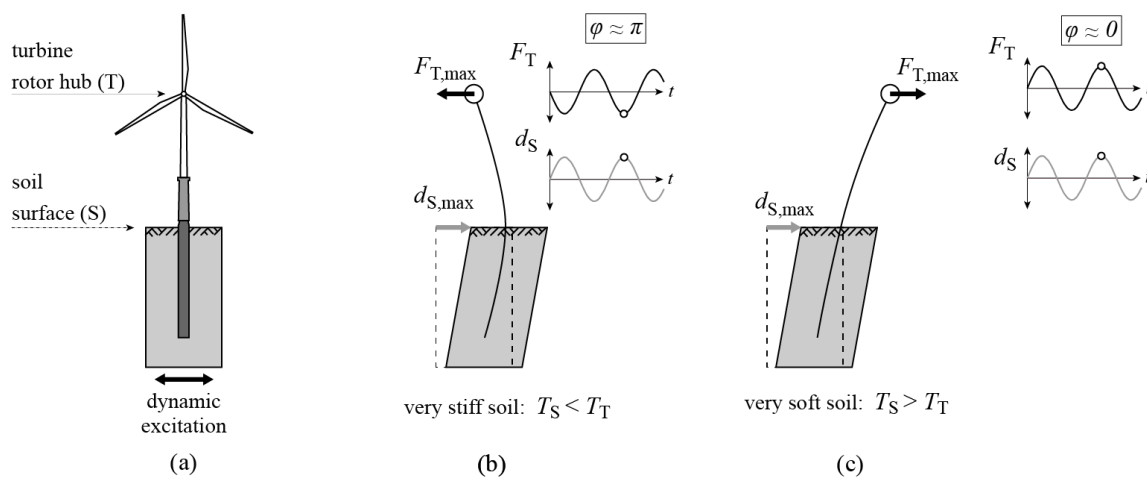 turbine
rotor hub (T)
soil
surface (S)
dynamic
excitation
(a)
φ ≈ π
F_T,max
F_T
t
d_S
t
d_S,max
very stiff soil: T_S < T_T
(b)
φ ≈ 0
F_T,max
F_T
t
d_S
t
d_S,max
very soft soil: T_S > T_T
(c)